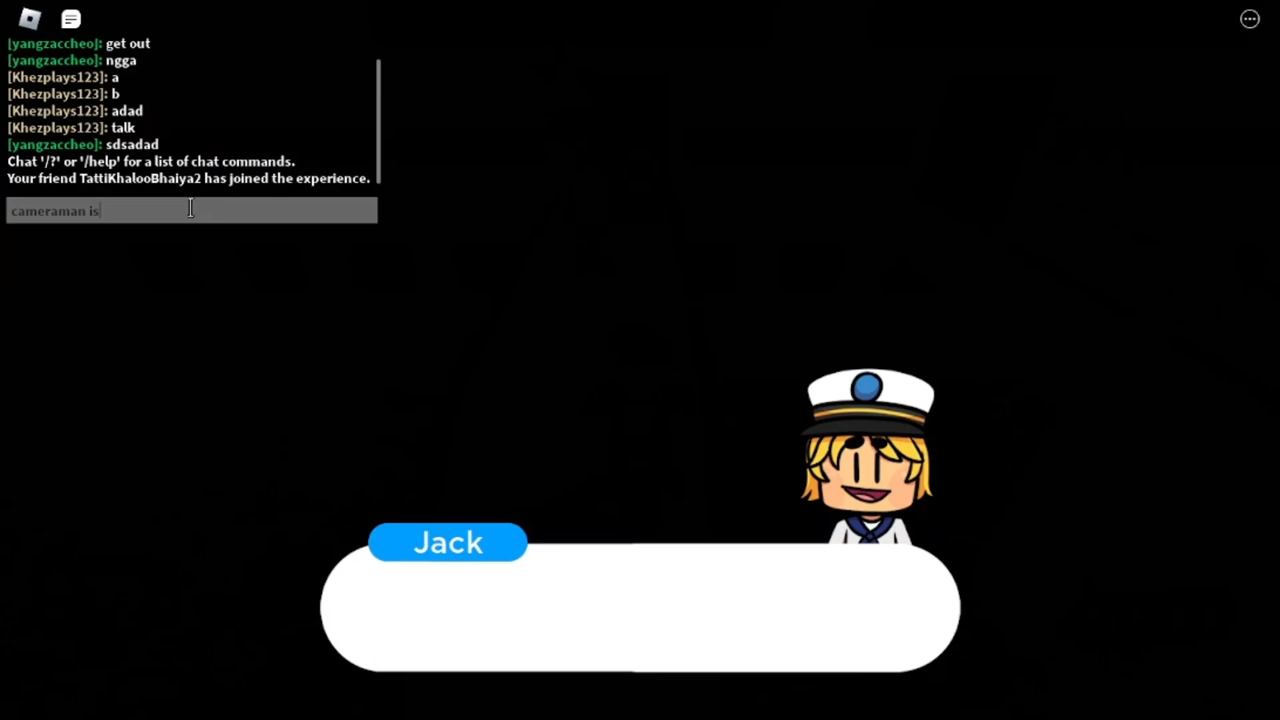 [yangzaccheo]: get out
[yangzaccheo]: ngga
[Khezplays123]: a
[Khezplays123]: b
[Khezplays123]: adad
[Khezplays123]: talk
[yangzaccheo]: sdsadad
Chat '/?' or '/help' for a list of chat commands.
Your friend TattiKhalooBhaiya2 has joined the experience.
cameraman is
Jack